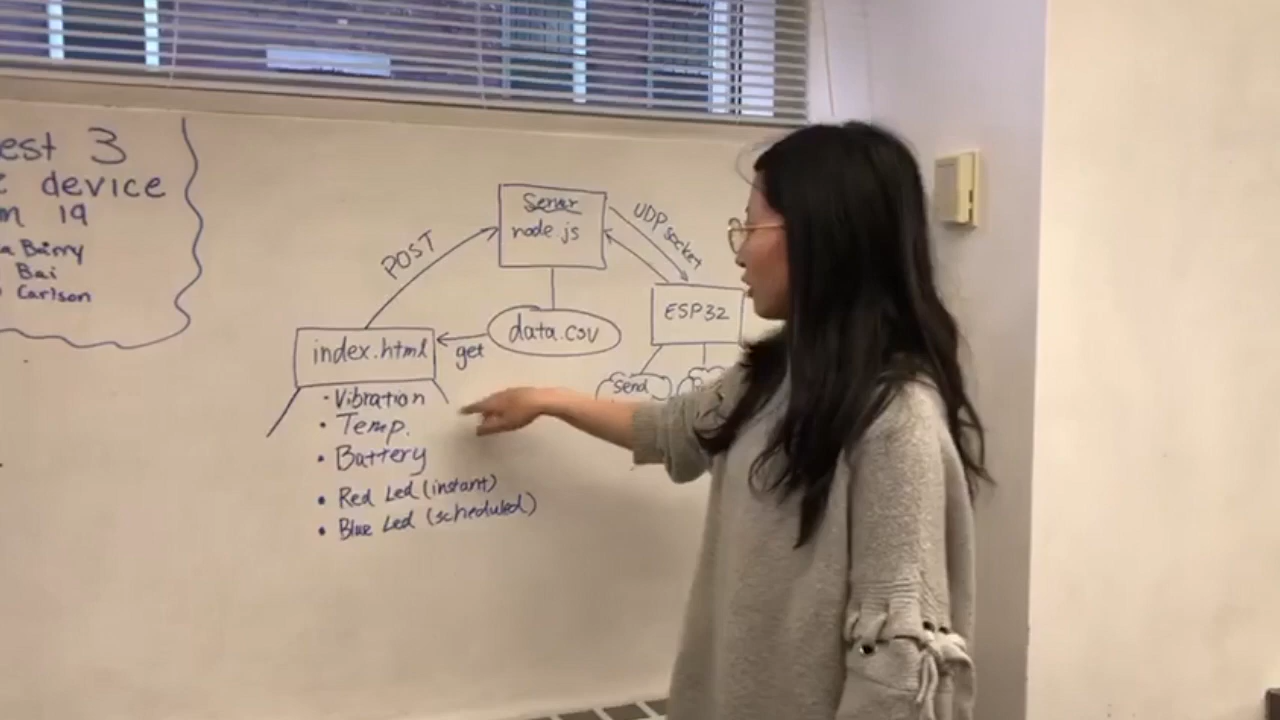 est 3
device
m 19
a Barry
Bai
Carlson
Server
node.js
UDP socket
POST
ESP32
data.csv
index.html
get
Send
• Vibration
• Temp.
• Battery
• Red Led (instant)
• Blue Led (scheduled)